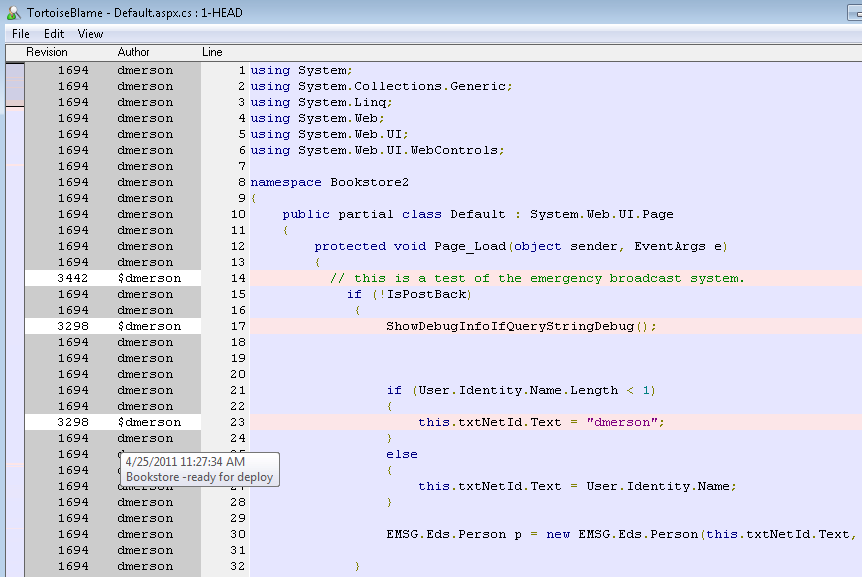 TortoiseBlame - Default.aspx.cs : 1-HEAD
File Edit View
Revision Author Line
1694 dmerson 1 using System;
1694 dmerson 2 using System.Collections.Generic;
1694 dmerson 3 using System.Linq;
1694 dmerson 4 using System.Web;
1694 dmerson 5 using System.Web.UI;
1694 dmerson 6 using System.Web.UI.WebControls;
1694 dmerson 7
1694 dmerson 8 namespace Bookstore2
1694 dmerson 9 {
1694 dmerson 10 public partial class Default : System.Web.UI.Page
1694 dmerson 11 {
1694 dmerson 12 protected void Page_Load(object sender, EventArgs e)
1694 dmerson 13 {
3442 $dmerson 14 // this is a test of the emergency broadcast system.
1694 dmerson 15 if (!IsPostBack)
1694 dmerson 16 {
3298 $dmerson 17 ShowDebugInfoIfQueryStringDebug();
1694 dmerson 18
1694 dmerson 19
1694 dmerson 20
1694 dmerson 21 if (User.Identity.Name.Length < 1)
1694 dmerson 22 {
3298 $dmerson 23 this.txtNetId.Text = "dmerson";
1694 dmerson 24 }
1694 else
4/25/2011 11:27:34 AM
1694 {
Bookstore -ready for deploy
1694 this.txtNetId.Text = User.Identity.Name;
1694 dmerson 28 }
1694 dmerson 29
1694 dmerson 30 EMSG.Eds.Person p = new EMSG.Eds.Person(this.txtNetId.Text,
1694 dmerson 31
1694 dmerson 32 }